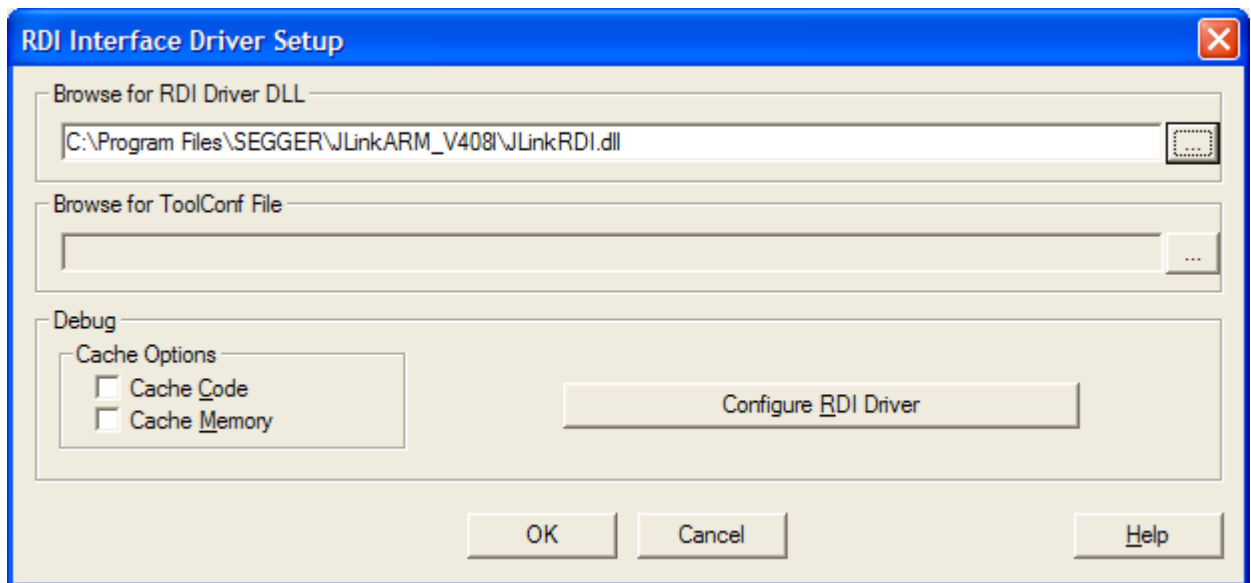 RDI Interface Driver Setup
Browse for RDI Driver DLL
C:\Program Files\SEGGER\JLinkARM_V408l\JLinkRDI.dll
...
Browse for ToolConf File
...
Debug
Cache Options
Cache Code
Cache Memory
Configure RDI Driver
OK Cancel Help